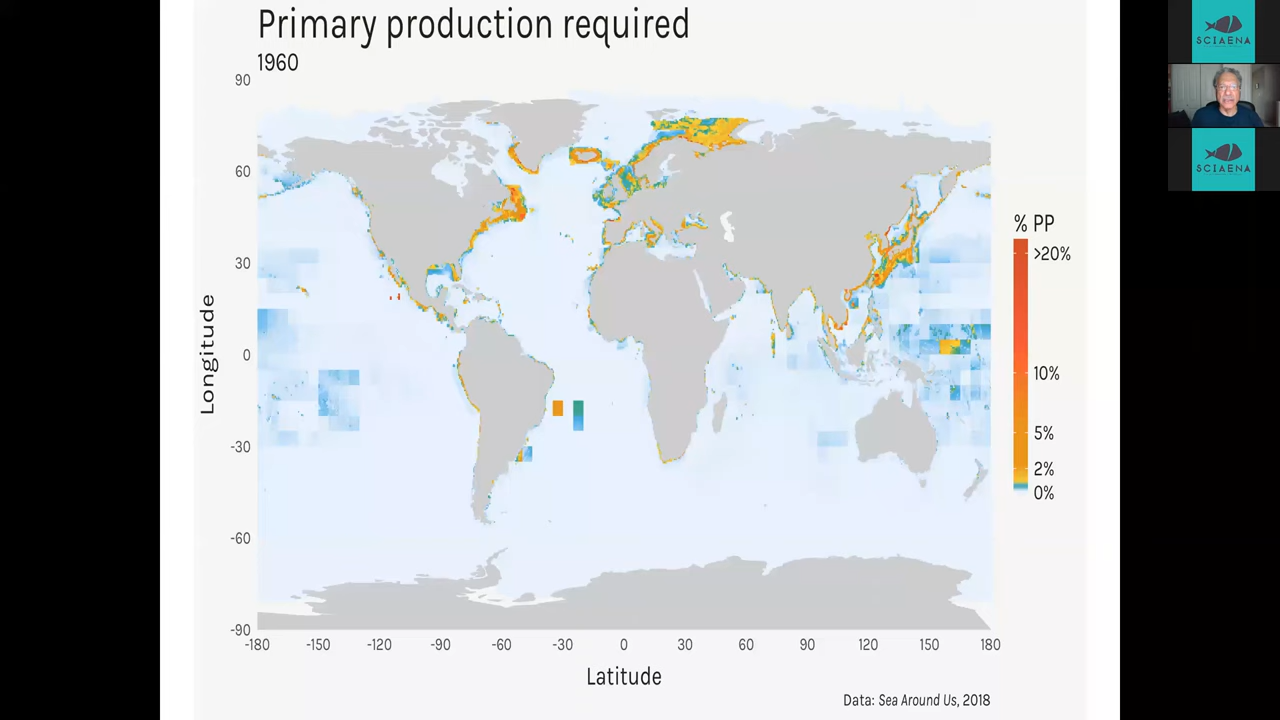 Primary production required
1960
90
60
30
0
-30
-60
-90
Longitude
-180 -150 -120 -90 -60 -30 0 30 60 90 120 150 180
Latitude
% PP
>20%
10%
5%
2%
0%
Data: Sea Around Us, 2018
SCIAENA
SCIAENA